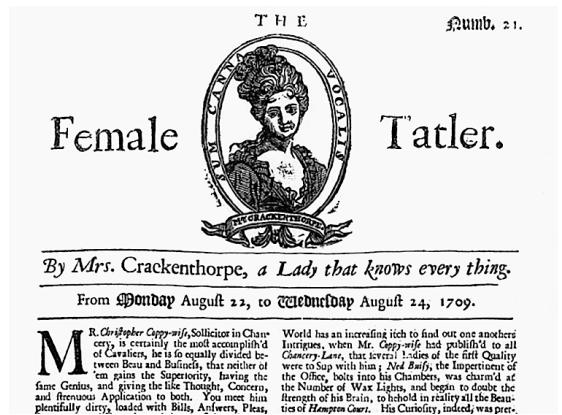 THE
Numb. 21.
Female Tatler.
SUM CANNA VOCALIS
Mrs CRACKENTHORPE
By Mrs. Crackenthorpe, a Lady that knows every thing.
From Monday August 22, to Wednesday August 24, 1709.
MR. Christopher Coppy-wise, Sollicitor in Chan-
cery, is certainly the most accomplish'd
of Cavaliers, he is so equally divided be-
tween Beau and Business, that neither of
'em gains the Superiority, having the
same Genius, and giving the like Thought, Concern,
and strenuous Application to both. You meet him
plentifully dirty, loaded with Bills, Answers, Pleas,
World has an increasing itch to find out one anothers
Intrigues, when Mr. Coppy-wise had publish'd to all
Chancery-Lane, that several Ladies of the first Quality
were to Sup with him; Ned Busy, the Impertinent of
the Office, bolts into his Chambers, was charm'd at
the Number of Wax Lights, and began to doubt the
strength of his Brain, to behold in reality all the Beau-
ties of Hampton Court. His Curiosity, indeed, was pret-